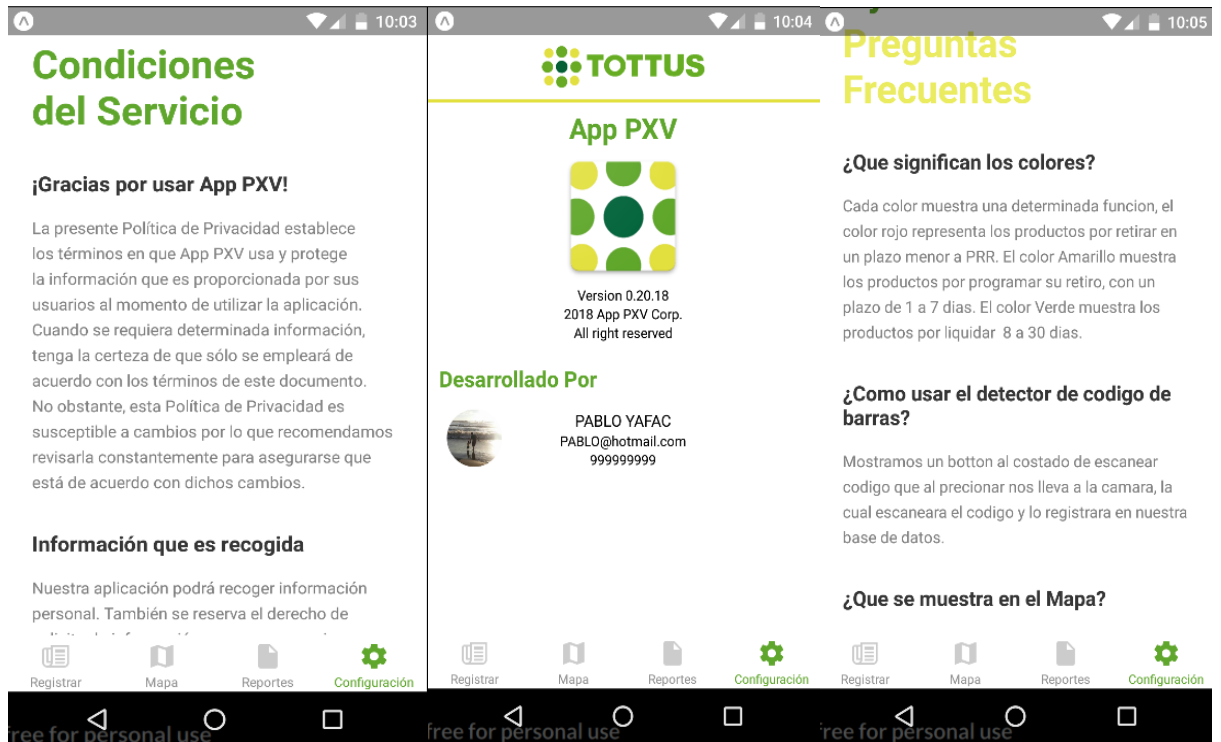 10:03
Condiciones
del Servicio
¡Gracias por usar App PXV!
La presente Política de Privacidad establece
los términos en que App PXV usa y protege
la información que es proporcionada por sus
usuarios al momento de utilizar la aplicación.
Cuando se requiera determinada información,
tenga la certeza de que sólo se empleará de
acuerdo con los términos de este documento.
No obstante, esta Política de Privacidad es
susceptible a cambios por lo que recomendamos
revisarla constantemente para asegurarse que
está de acuerdo con dichos cambios.
Información que es recogida
Nuestra aplicación podrá recoger información
personal. También se reserva el derecho de
Registrar Mapa Reportes Configuración
free for personal use
10:04
TOTTUS
App PXV
Version 0.20.18
2018 App PXV Corp.
All right reserved
Desarrollado Por
PABLO YAFAC
PABLO@hotmail.com
999999999
Registrar Mapa Reportes Configuración
free for personal use
10:05
Preguntas
Frecuentes
¿Que significan los colores?
Cada color muestra una determinada funcion, el
color rojo representa los productos por retirar en
un plazo menor a PRR. El color Amarillo muestra
los productos por programar su retiro, con un
plazo de 1 a 7 dias. El color Verde muestra los
productos por liquidar 8 a 30 dias.
¿Como usar el detector de codigo de
barras?
Mostramos un botton al costado de escanear
codigo que al precionar nos lleva a la camara, la
cual escaneara el codigo y lo registrara en nuestra
base de datos.
¿Que se muestra en el Mapa?
Registrar Mapa Reportes Configuración
free for personal use